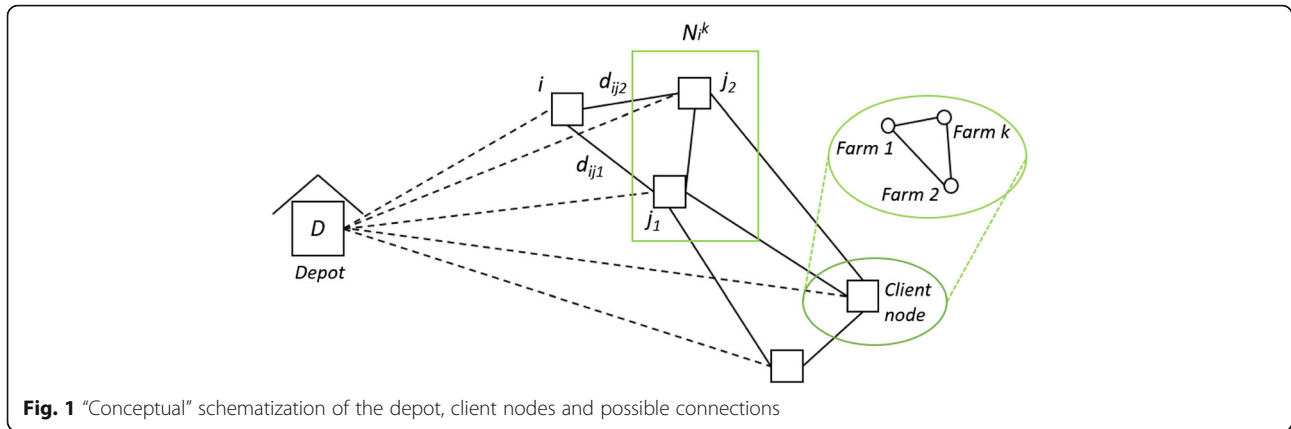 N_i^k
i
d_ij2
j_2
Farm 1
Farm k
Farm 2
d_ij1
j_1
D
Depot
Client
node
Fig. 1 “Conceptual” schematization of the depot, client nodes and possible connections